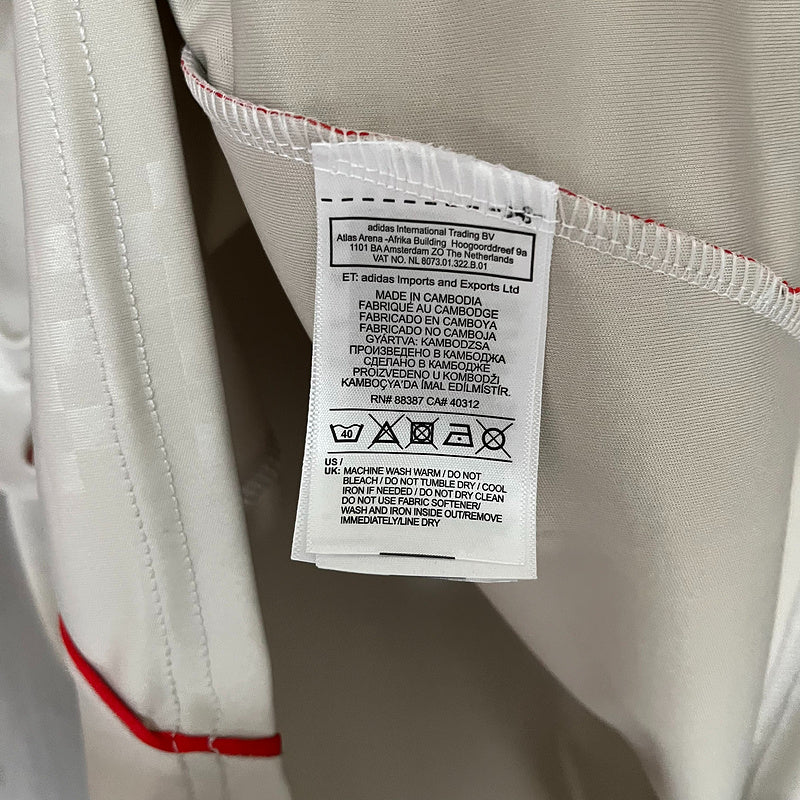 adidas International Trading BV
Atlas Arena -Afrika Building Hoogoorddreef 9a
1101 BA Amsterdam ZO The Netherlands
VAT NO. NL 8073.01.322.B.01
ET: adidas Imports and Exports Ltd
MADE IN CAMBODIA
FABRIQUÉ AU CAMBODGE
FABRICADO EN CAMBOYA
FABRICADO NO CAMBOJA
GYÁRTVA: KAMBODZSA
ПРОИЗВЕДЕНО В КАМБОДЖА
СДЕЛАНО В КАМБОДЖЕ
PROIZVEDENO U KOMBODŽI
KAMBOÇYA'DA İMAL EDİLMİSTİR.
RN# 88387 CA# 40312
40
US /
UK: MACHINE WASH WARM / DO NOT
BLEACH / DO NOT TUMBLE DRY / COOL
IRON IF NEEDED / DO NOT DRY CLEAN
DO NOT USE FABRIC SOFTENER/
WASH AND IRON INSIDE OUT/REMOVE
IMMEDIATELY/LINE DRY